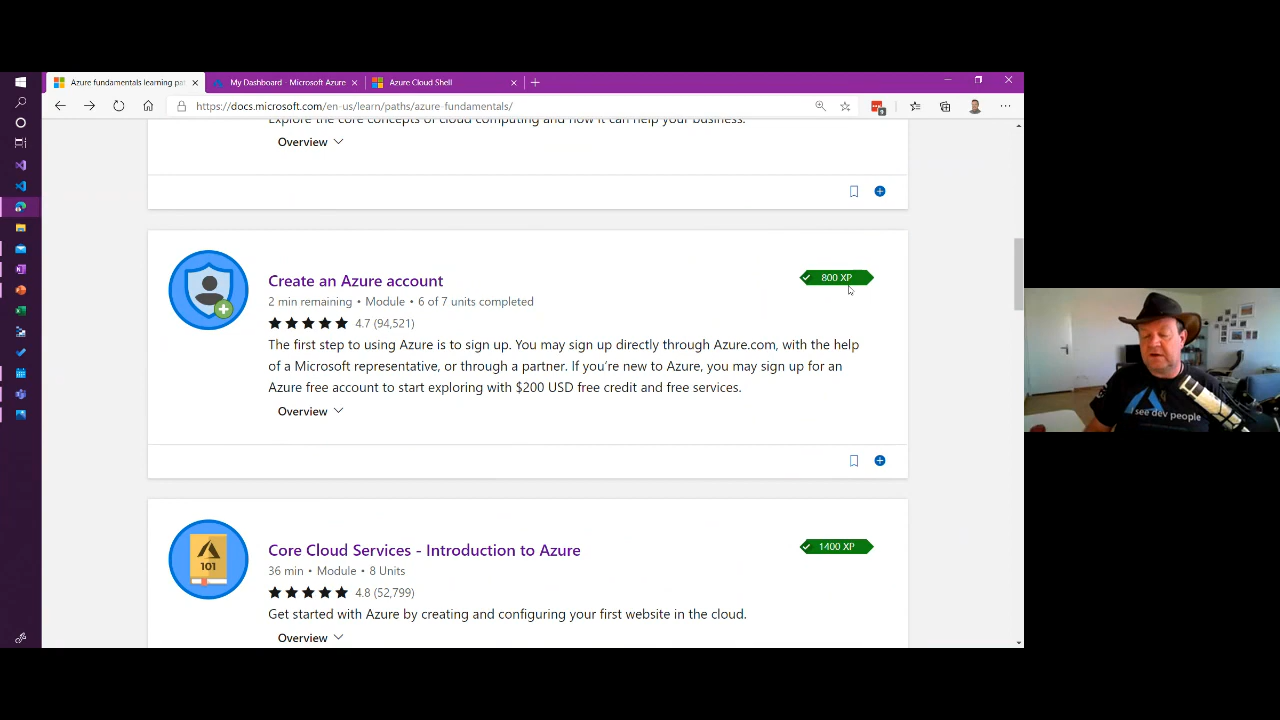 Azure fundamentals learning pat
My Dashboard - Microsoft Azure
Azure Cloud Shell
https://docs.microsoft.com/en-us/learn/paths/azure-fundamentals/
Explore the core concepts of cloud computing and how it can help your business.
Overview
Create an Azure account
800 XP
2 min remaining • Module • 6 of 7 units completed
4.7 (94,521)
The first step to using Azure is to sign up. You may sign up directly through Azure.com, with the help
of a Microsoft representative, or through a partner. If you're new to Azure, you may sign up for an
Azure free account to start exploring with $200 USD free credit and free services.
Overview
Core Cloud Services - Introduction to Azure
1400 XP
101
36 min • Module • 8 Units
4.8 (52,799)
Get started with Azure by creating and configuring your first website in the cloud.
Overview
I see dev people